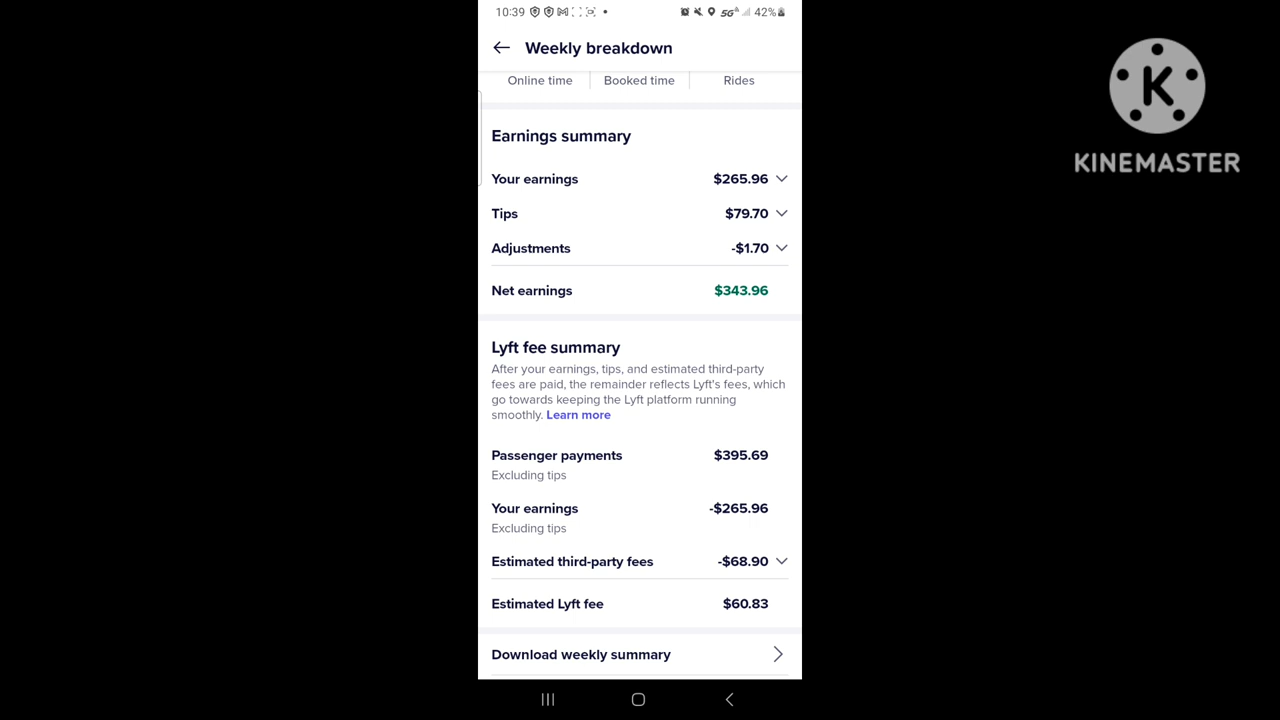 10:39
5G
42%
Weekly breakdown
Online time
Booked time
Rides
Earnings summary
Your earnings $265.96
Tips $79.70
Adjustments -$1.70
Net earnings $343.96
Lyft fee summary
After your earnings, tips, and estimated third-party
fees are paid, the remainder reflects Lyft's fees, which
go towards keeping the Lyft platform running
smoothly. Learn more
Passenger payments $395.69
Excluding tips
Your earnings -$265.96
Excluding tips
Estimated third-party fees -$68.90
Estimated Lyft fee $60.83
Download weekly summary
K
KINEMASTER